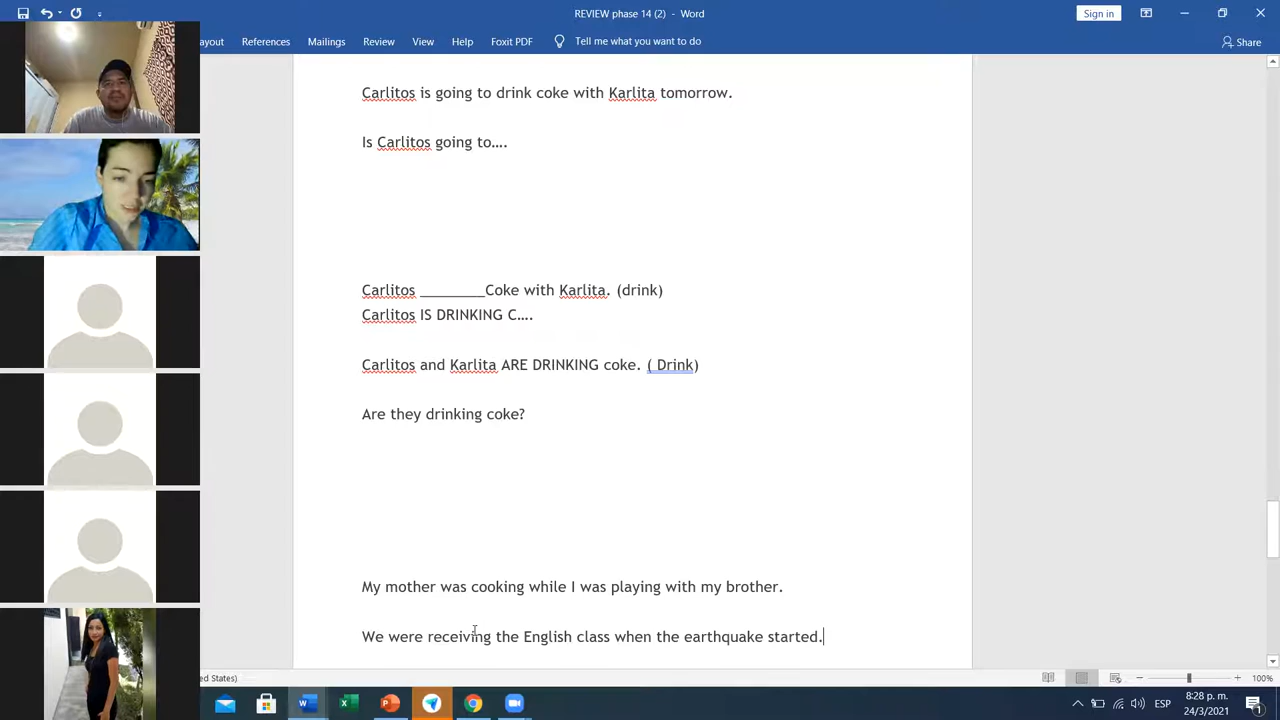 REVIEW phase 14 (2) - Word
Sign in
ayout References Mailings Review View Help Foxit PDF Tell me what you want to do Share
Carlitos is going to drink coke with Karlita tomorrow.
Is Carlitos going to….
Carlitos ________Coke with Karlita. (drink)
Carlitos IS DRINKING C….
Carlitos and Karlita ARE DRINKING coke. ( Drink)
Are they drinking coke?
My mother was cooking while I was playing with my brother.
We were receiving the English class when the earthquake started.
ed States) 100%
ESP 8:28 p. m.
24/3/2021